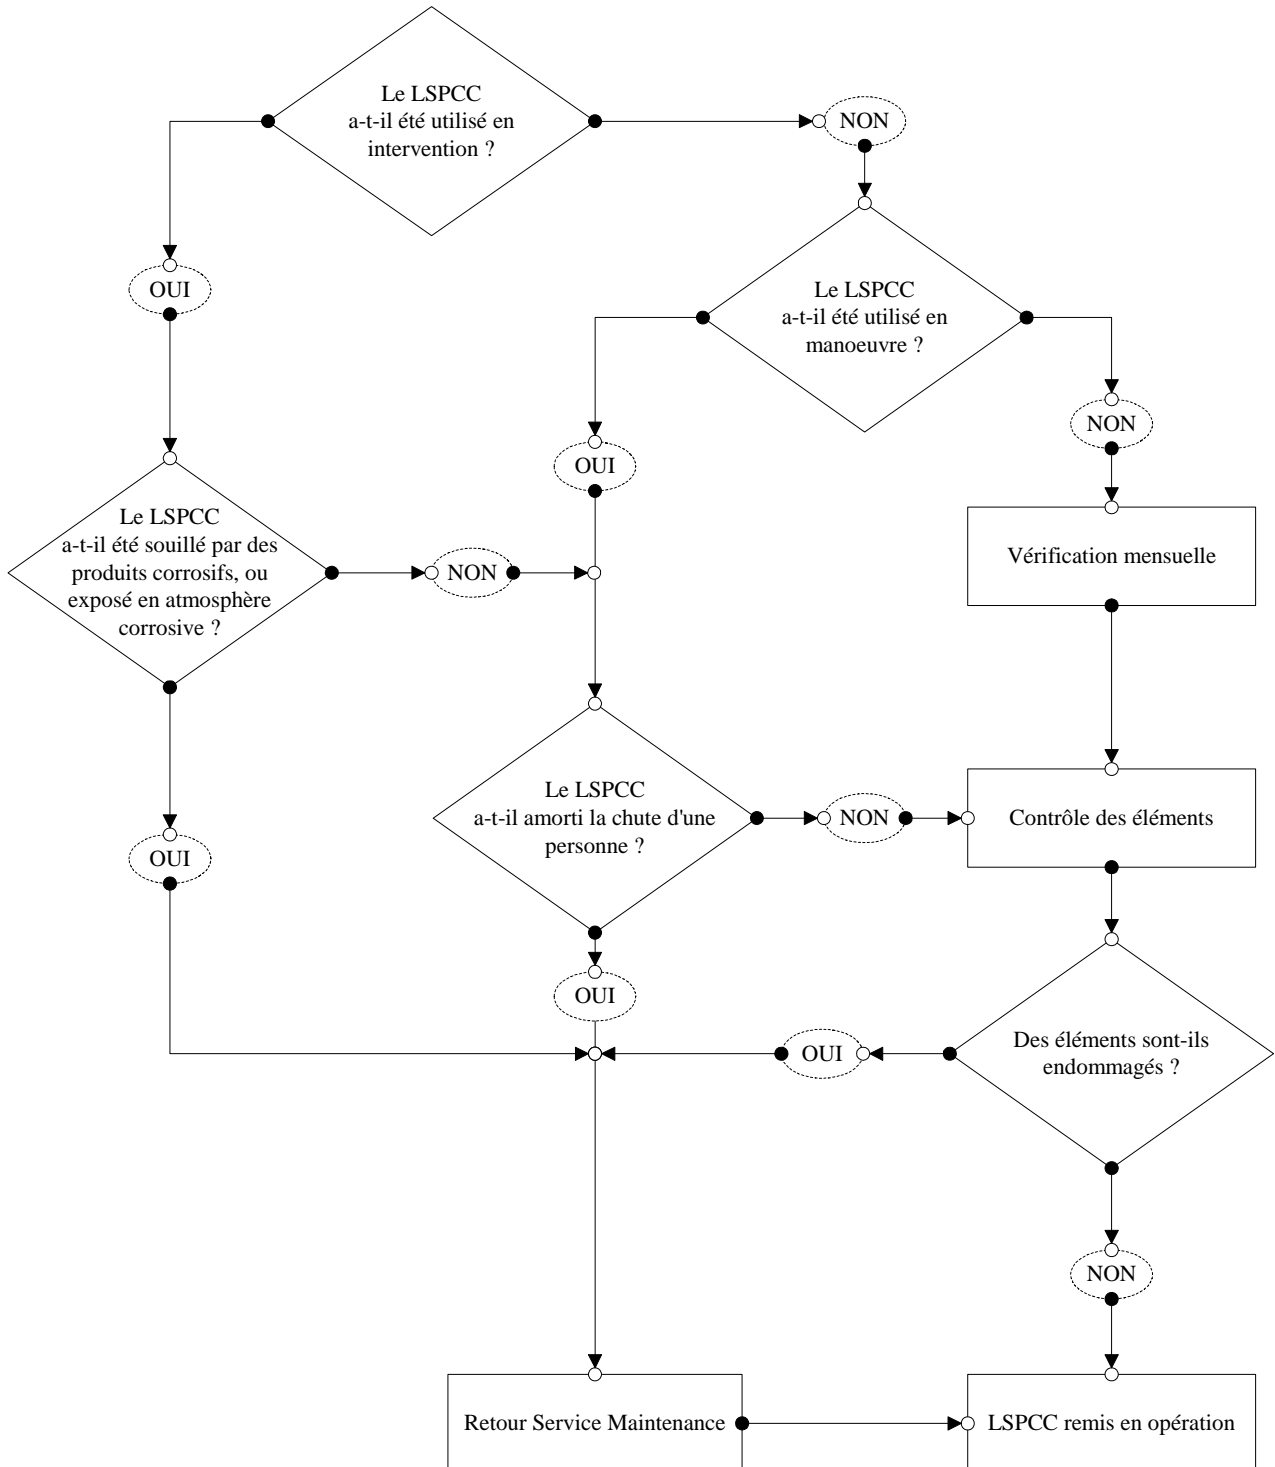 Le LSPCC
a-t-il été utilisé en
intervention ?
NON
OUI
Le LSPCC
a-t-il été utilisé en
manoeuvre ?
NON
OUI
Le LSPCC
a-t-il été souillé par des
produits corrosifs, ou
exposé en atmosphère
corrosive ?
NON
Vérification mensuelle
Le LSPCC
a-t-il amorti la chute d'une
personne ?
NON
Contrôle des éléments
OUI
OUI
Des éléments sont-ils
endommagés ?
OUI
NON
Retour Service Maintenance
LSPCC remis en opération